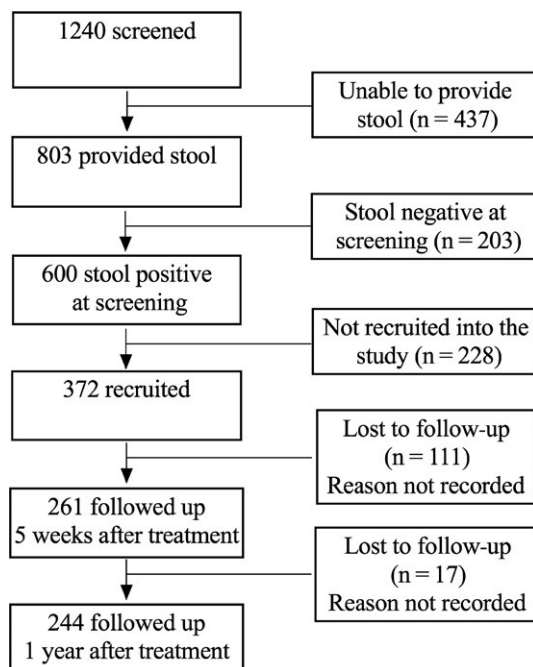 1240 screened
Unable to provide
stool (n = 437)
803 provided stool
Stool negative at
screening (n = 203)
600 stool positive
at screening
Not recruited into the
study (n = 228)
372 recruited
Lost to follow-up
(n = 111)
Reason not recorded
261 followed up
5 weeks after treatment
Lost to follow-up
(n = 17)
Reason not recorded
244 followed up
1 year after treatment